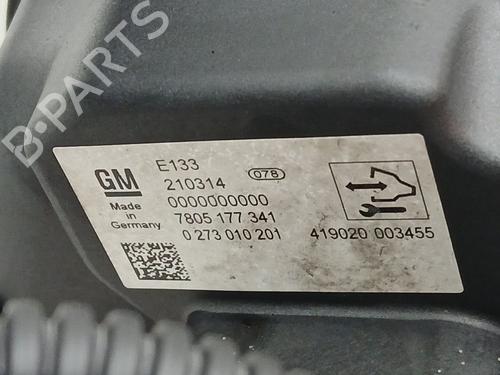 B-PARTS
GM
Made in Germany
E133
210314
078
0000000000
7805 177 341
0 273 010 201
419020 003455